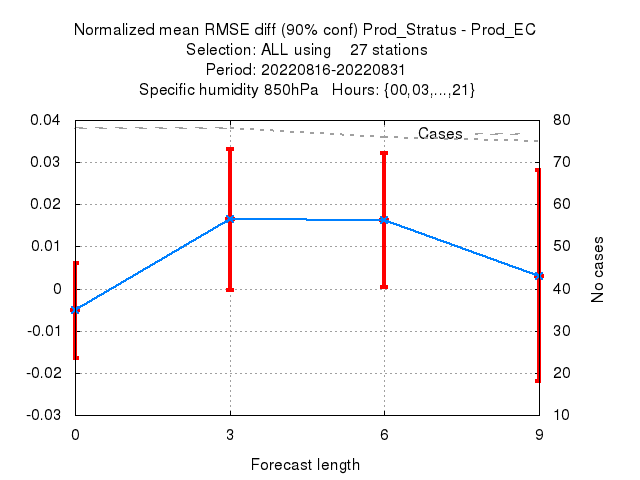 Normalized mean RMSE diff (90% conf) Prod_Stratus - Prod_EC
Selection: ALL using    27 stations
Period: 20220816-20220831
Specific humidity 850hPa   Hours: {00,03,...,21}
Cases
0.04
0.03
0.02
0.01
0
-0.01
-0.02
-0.03
80
70
60
50
40
30
20
10
No cases
0
3
6
9
Forecast length